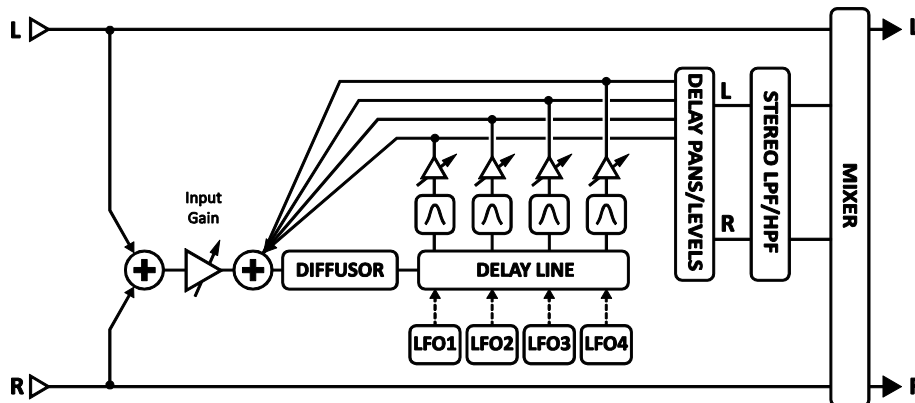 L
L
DELAY PANS/LEVELS
L
R
STEREO LPF/HPF
MIXER
Input
Gain
+
+
DIFFUSOR
DELAY LINE
LFO1
LFO2
LFO3
LFO4
R